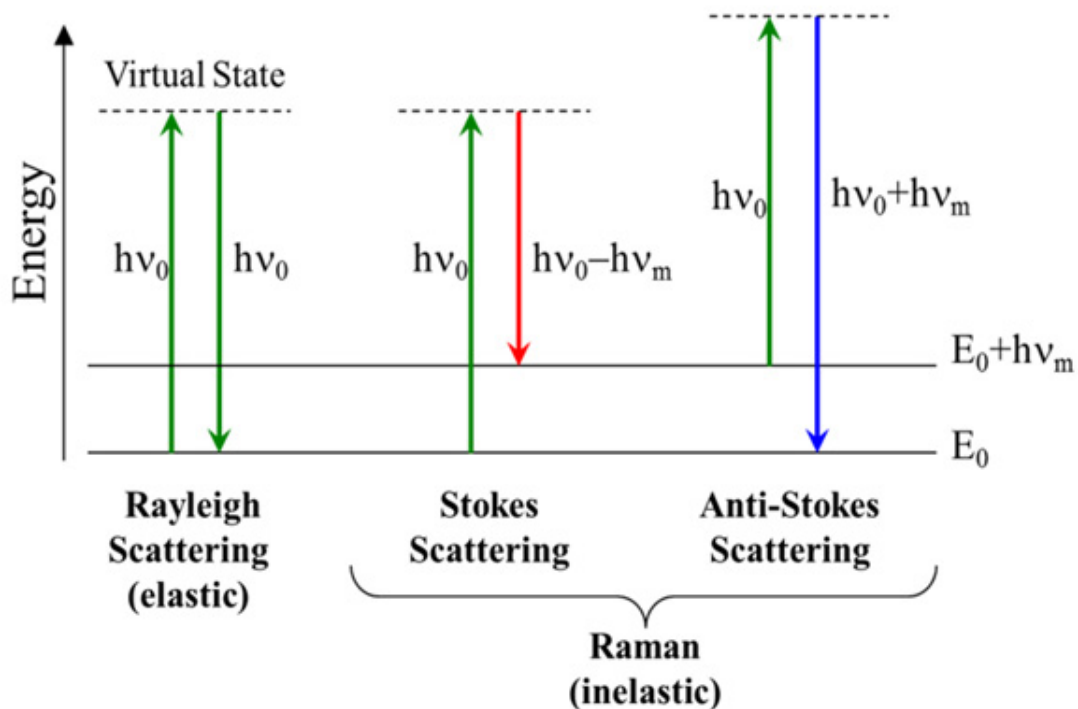 Energy
Virtual State
hν₀
hν₀
hν₀
hν₀−hνₘ
hν₀
hν₀+hνₘ
E₀+hνₘ
E₀
Rayleigh
Scattering
(elastic)
Stokes
Scattering
Anti-Stokes
Scattering
Raman
(inelastic)